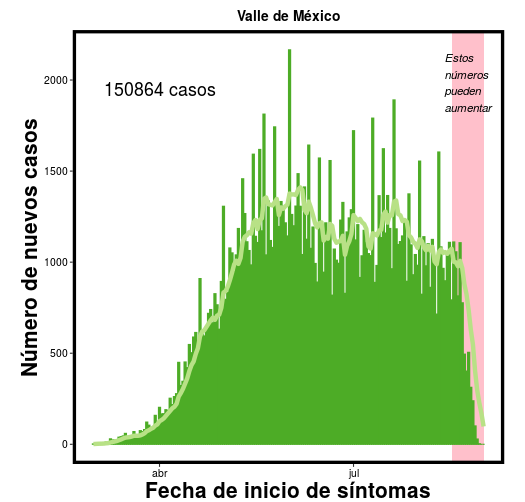 Valle de México
Estos
números
pueden
aumentar
150864 casos
Número de nuevos casos
2000
1500
1000
500
0
abr
jul
Fecha de inicio de síntomas